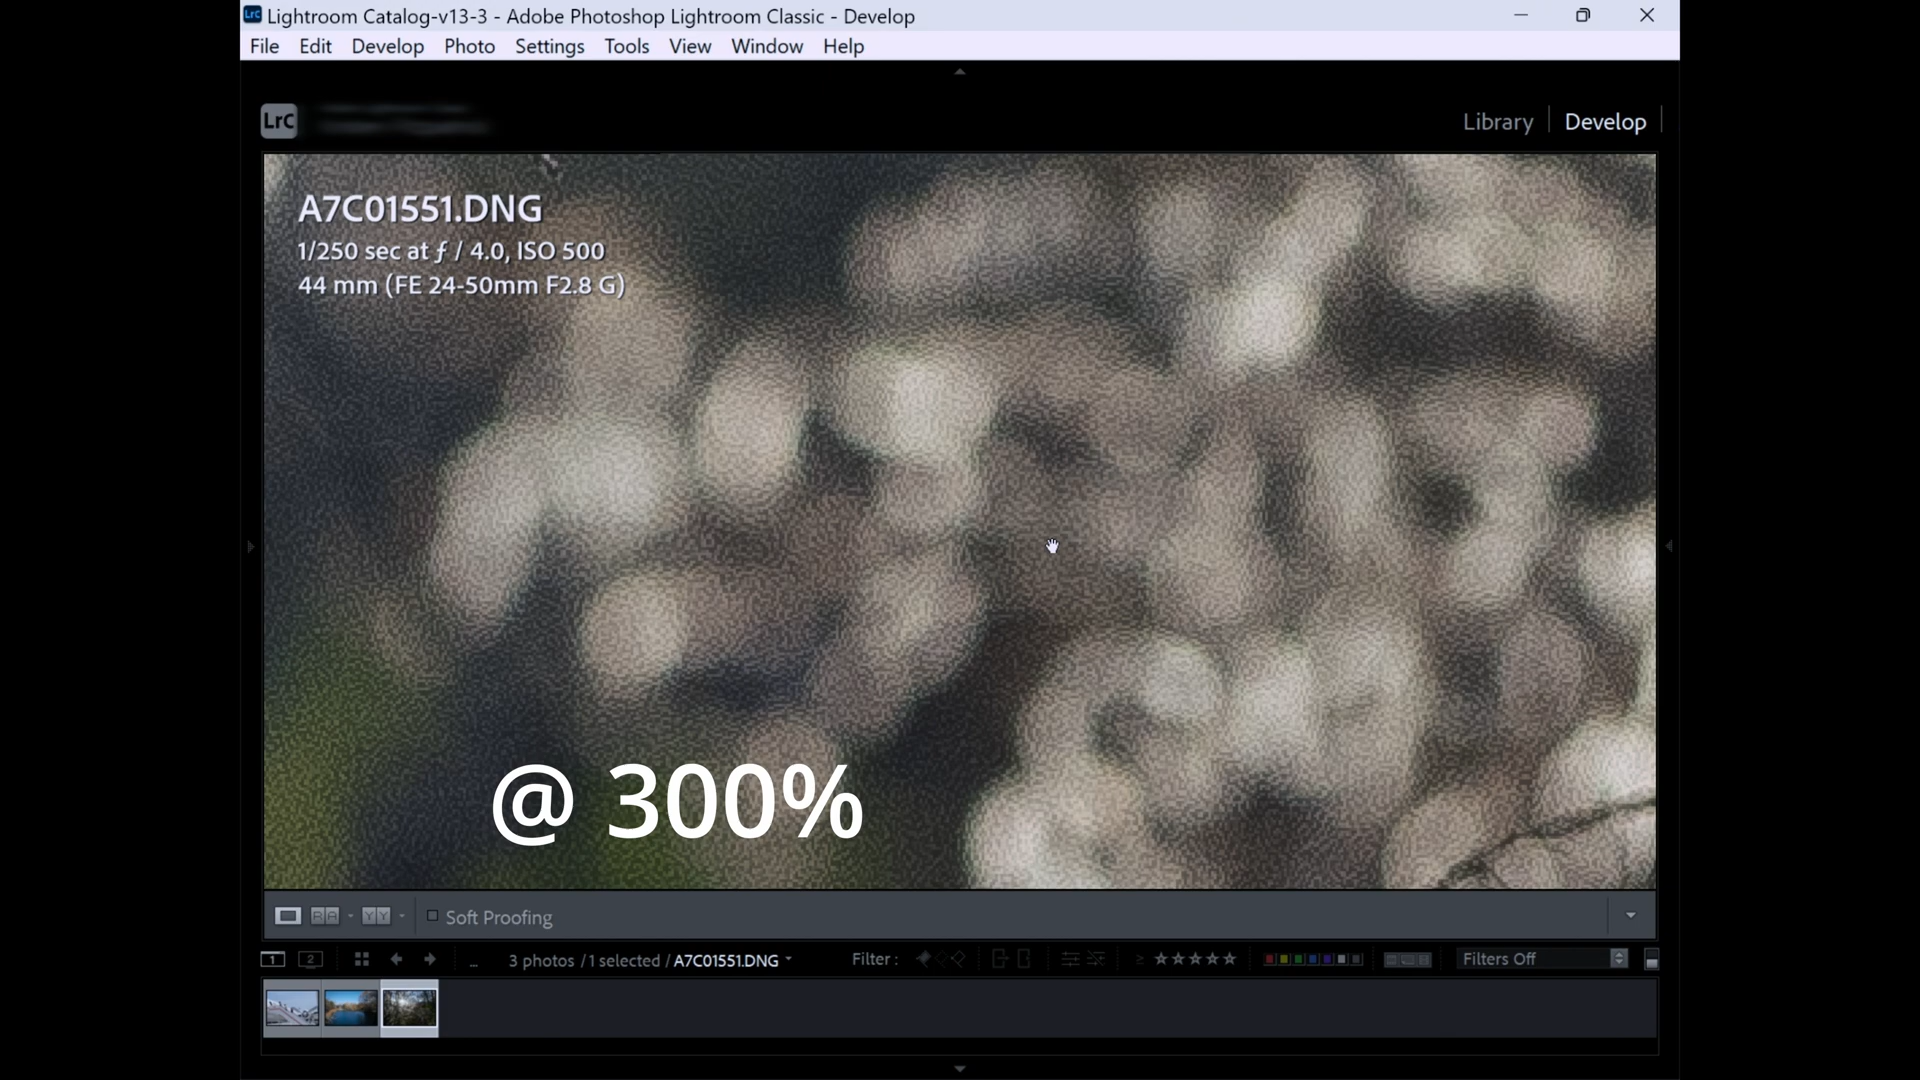 Lightroom Catalog-v13-3 - Adobe Photoshop Lightroom Classic - Develop
File Edit Develop Photo Settings Tools View Window Help
LrC
Library | Develop
A7C01551.DNG
1/250 sec at ƒ / 4.0, ISO 500
44 mm (FE 24-50mm F2.8 G)
@ 300%
R A Y Y Soft Proofing
1 2 3 photos / 1 selected / A7C01551.DNG Filter : ≥ Filters Off